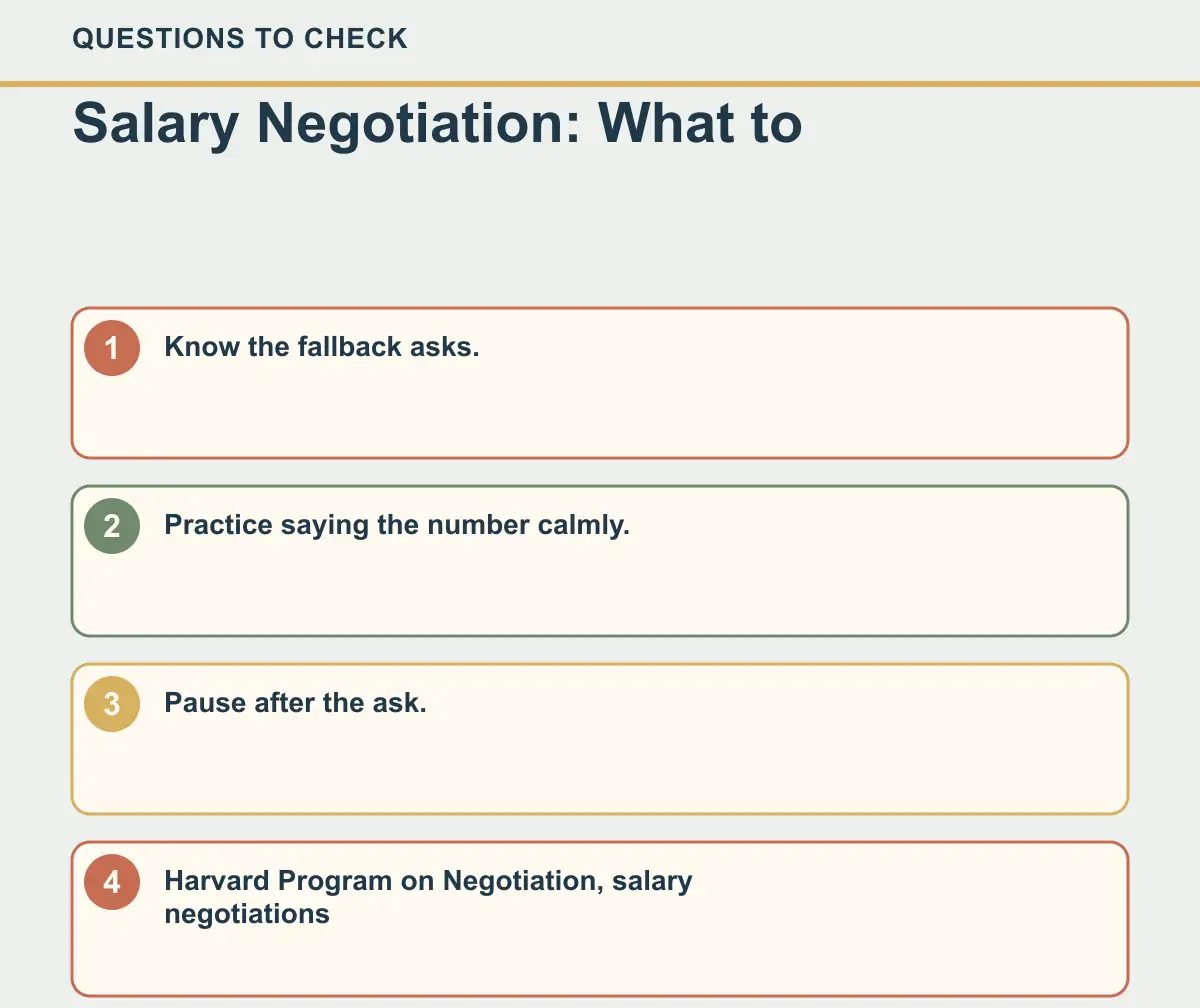 QUESTIONS TO CHECK
Salary Negotiation: What to
1
Know the fallback asks.
2
Practice saying the number calmly.
3
Pause after the ask.
4
Harvard Program on Negotiation, salary
negotiations